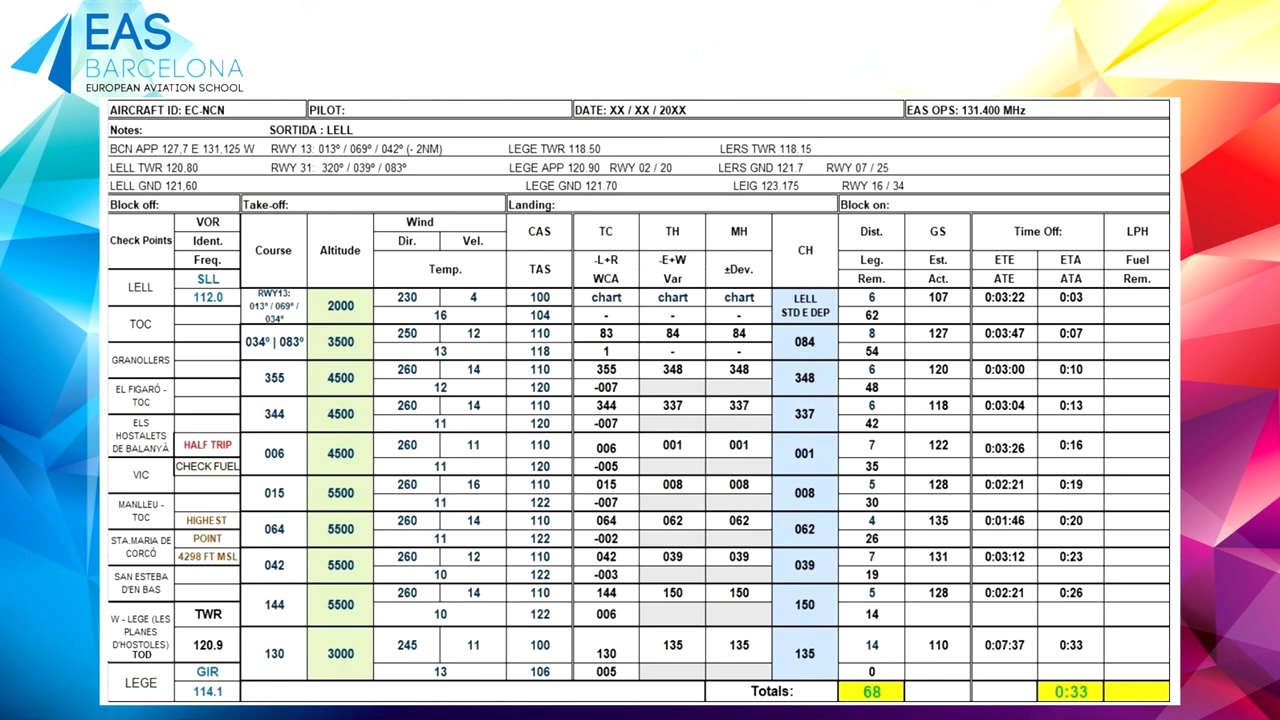 EAS
BARCELONA
EUROPEAN AVIATION SCHOOL
AIRCRAFT ID: EC-NCN PILOT: DATE: XX / XX / 20XX EAS OPS: 131.400 MHz
Notes: SORTIDA : LELL
BCN APP 127,7 E 131,125 W RWY 13: 013º / 069º / 042º (- 2NM) LEGE TWR 118.50 LERS TWR 118.15
LELL TWR 120,80 RWY 31: 320º / 039º / 083º LEGE APP 120.90 RWY 02 / 20 LERS GND 121.7 RWY 07 / 25
LELL GND 121,60 LEGE GND 121.70 LEIG 123.175 RWY 16 / 34
Block off: Take-off: Landing: Block on:
Check Points VOR Course Altitude Wind CAS TC TH MH CH Dist. GS Time Off: LPH
Ident. Dir. Vel.
Freq. Temp. TAS -L+R -E+W ±Dev. Leg. Est. ETE ETA Fuel
LELL SLL WCA Var Rem. Act. ATE ATA Rem.
112.0 RWY13: 013º / 069º / 034º 2000 230 4 100 chart chart chart LELL STD E DEP 6 107 0:03:22 0:03
TOC 16 104 - - - 62
034º | 083º 3500 250 12 110 83 84 84 084 8 127 0:03:47 0:07
GRANOLLERS 13 118 1 - - 54
355 4500 260 14 110 355 348 348 348 6 120 0:03:00 0:10
EL FIGARÓ - TOC 12 120 -007 48
344 4500 260 14 110 344 337 337 337 6 118 0:03:04 0:13
ELS HOSTALETS DE BALANYÀ 11 120 -007 42
HALF TRIP 006 4500 260 11 110 006 001 001 001 7 122 0:03:26 0:16
VIC CHECK FUEL 11 120 -005 35
015 5500 260 16 110 015 008 008 008 5 128 0:02:21 0:19
MANLLEU - TOC 11 122 -007 30
HIGHEST 064 5500 260 14 110 064 062 062 062 4 135 0:01:46 0:20
STA.MARIA DE CORCÓ POINT 11 122 -002 26
4298 FT MSL 042 5500 260 12 110 042 039 039 039 7 131 0:03:12 0:23
SAN ESTEBA D'EN BAS 10 122 -003 19
144 5500 260 14 110 144 150 150 150 5 128 0:02:21 0:26
W - LEGE (LES PLANES D'HOSTOLES) TOD TWR 10 122 006 14
120.9 130 3000 245 11 100 130 135 135 135 14 110 0:07:37 0:33
LEGE GIR 13 106 005 0
114.1 Totals: 68 0:33